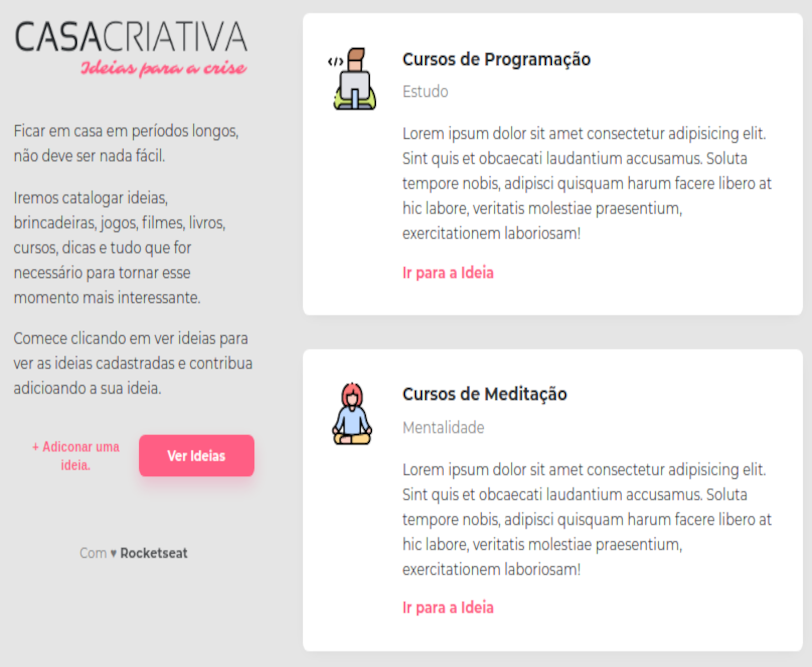 CASACRIATIVA
Ideias para a crise
Ficar em casa em períodos longos,
não deve ser nada fácil.
Iremos catalogar ideias,
brincadeiras, jogos, filmes, livros,
cursos, dicas e tudo que for
necessário para tornar esse
momento mais interessante.
Comece clicando em ver ideias para
ver as ideias cadastradas e contribua
adicioando a sua ideia.
+ Adiconar uma
ideia.
Ver Ideias
Com ♥ Rocketseat
</>
Cursos de Programação
Estudo
Lorem ipsum dolor sit amet consectetur adipisicing elit.
Sint quis et obcaecati laudantium accusamus. Soluta
tempore nobis, adipisci quisquam harum facere libero at
hic labore, veritatis molestiae praesentium,
exercitationem laboriosam!
Ir para a Ideia
Cursos de Meditação
Mentalidade
Lorem ipsum dolor sit amet consectetur adipisicing elit.
Sint quis et obcaecati laudantium accusamus. Soluta
tempore nobis, adipisci quisquam harum facere libero at
hic labore, veritatis molestiae praesentium,
exercitationem laboriosam!
Ir para a Ideia